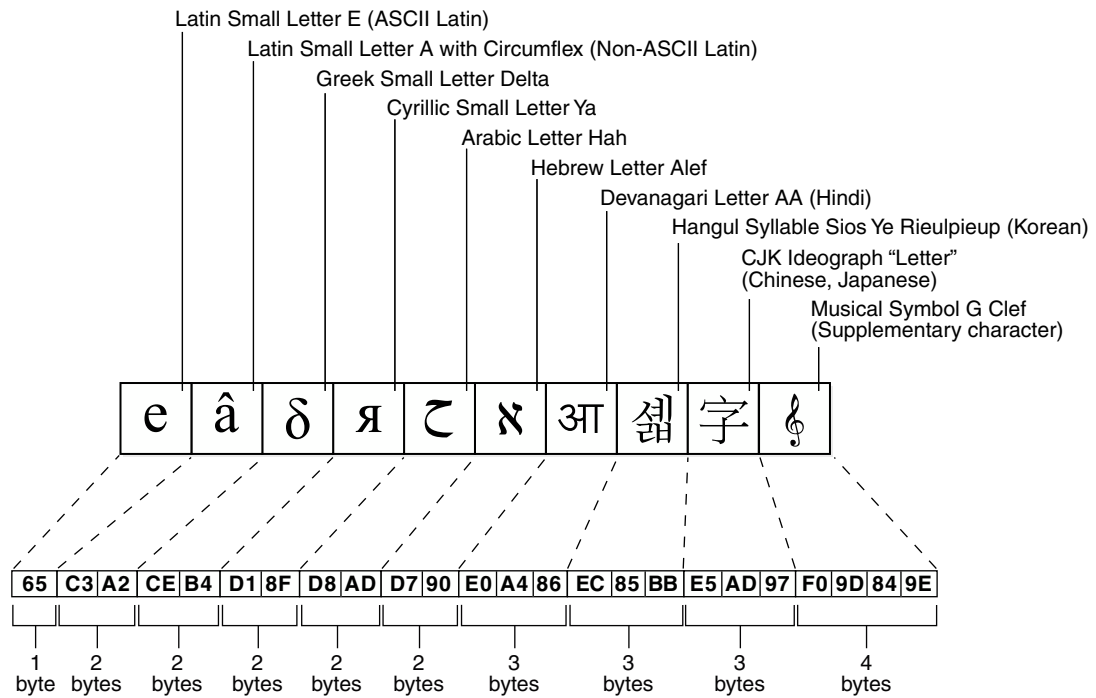 Latin Small Letter E (ASCII Latin)
Latin Small Letter A with Circumflex (Non-ASCII Latin)
Greek Small Letter Delta
Cyrillic Small Letter Ya
Arabic Letter Hah
Hebrew Letter Alef
Devanagari Letter AA (Hindi)
Hangul Syllable Sios Ye Rieulpieup (Korean)
CJK Ideograph “Letter”
(Chinese, Japanese)
Musical Symbol G Clef
(Supplementary character)
e â δ я ح א आ 셻 字 𝄞
65 C3 A2 CE B4 D1 8F D8 AD D7 90 E0 A4 86 EC 85 BB E5 AD 97 F0 9D 84 9E
1 2 2 2 2 2 3 3 3 4
byte bytes bytes bytes bytes bytes bytes bytes bytes bytes